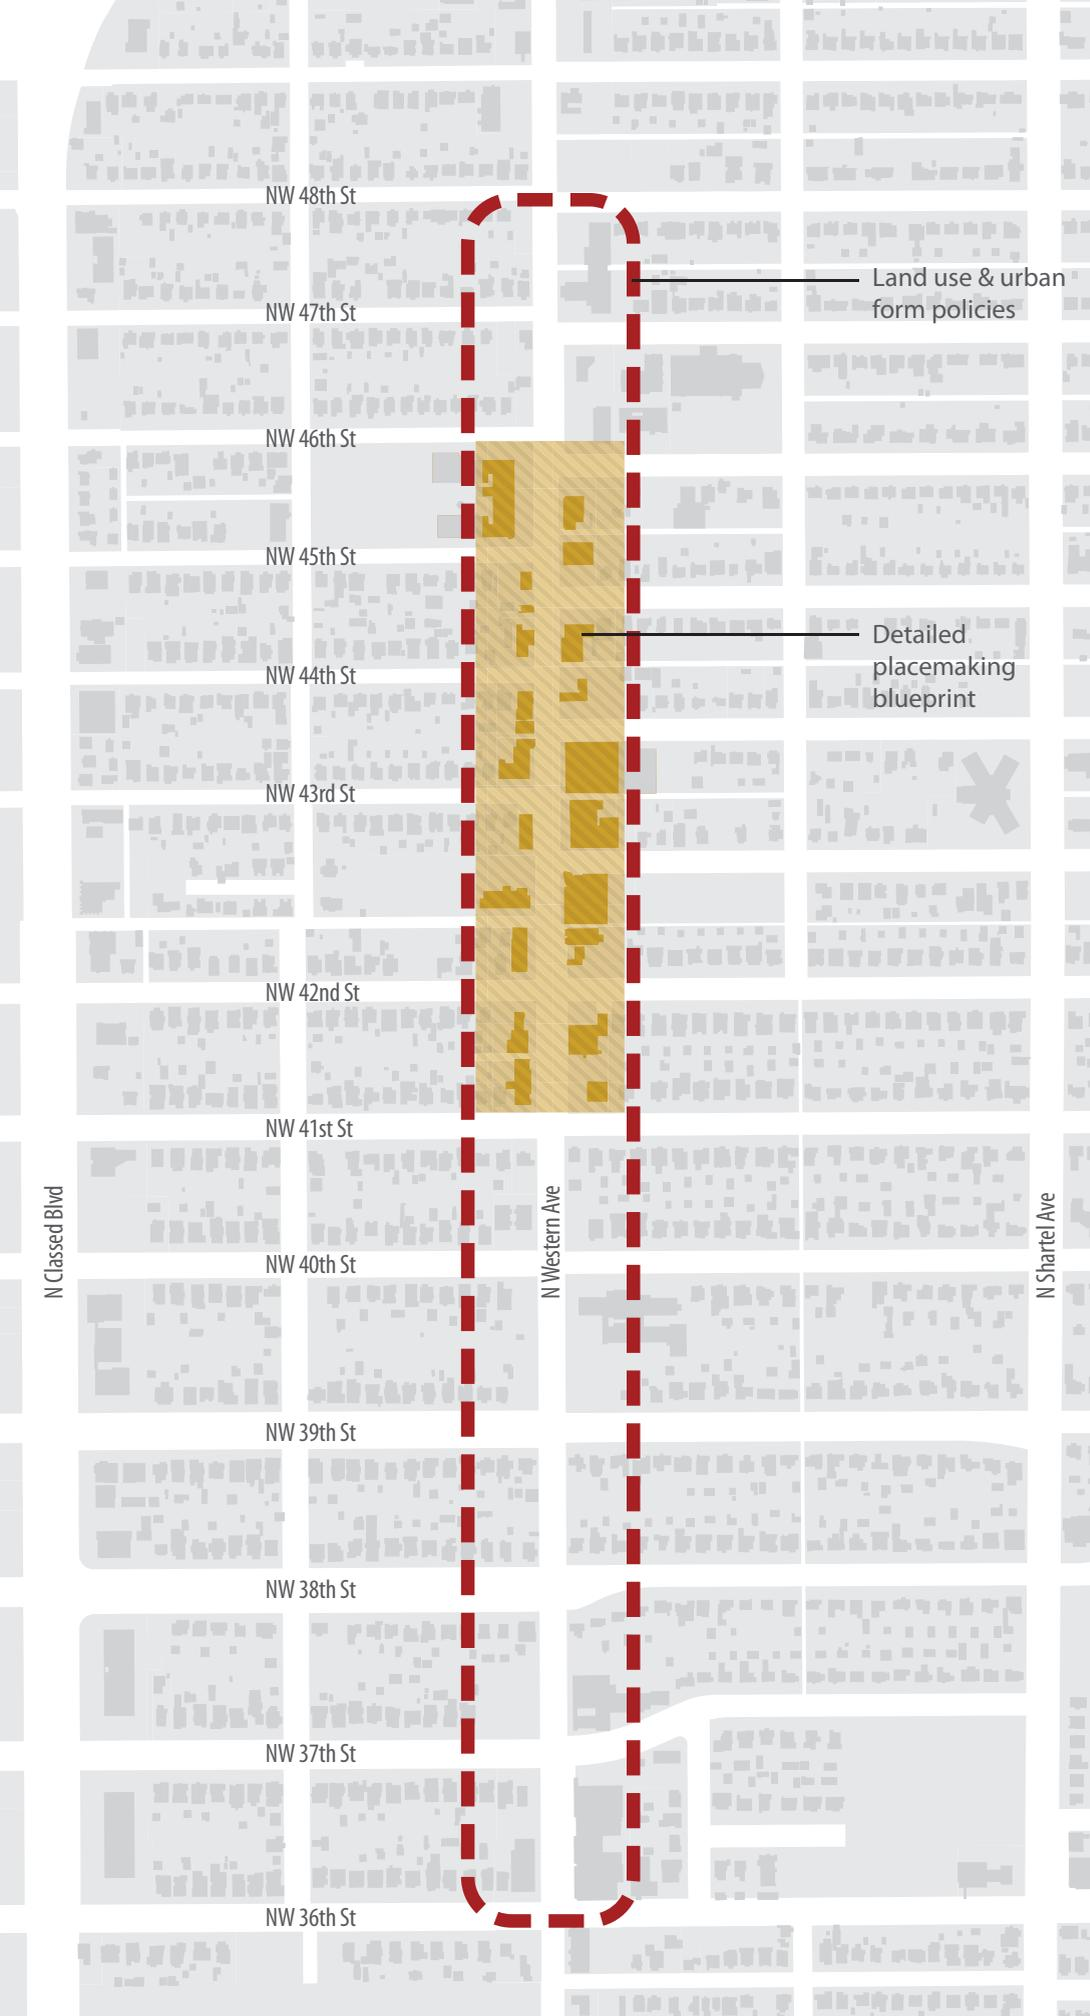 NW 48th St
Land use & urban
form policies
NW 47th St
NW 46th St
NW 45th St
Detailed
placemaking
blueprint
NW 44th St
NW 43rd St
NW 42nd St
NW 41st St
N Classed Blvd
N Western Ave
N Shartel Ave
NW 40th St
NW 39th St
NW 38th St
NW 37th St
NW 36th St